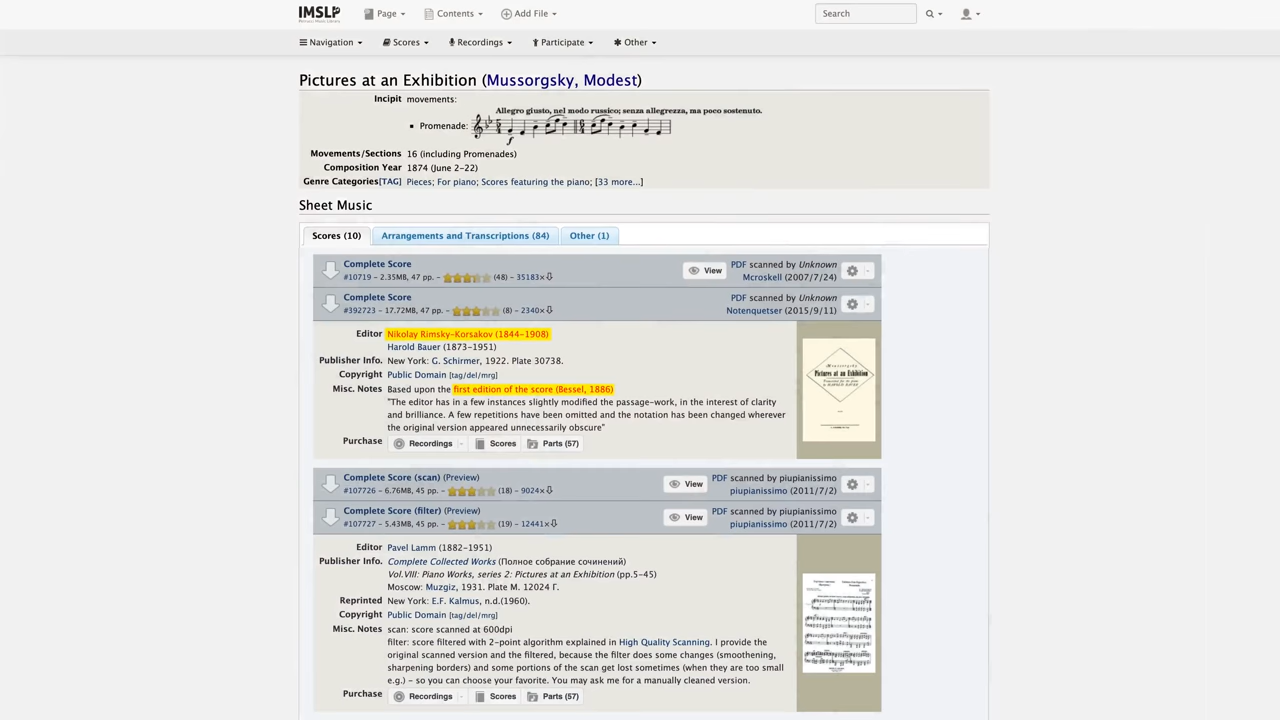 IMSLP Page Contents Add File Search
Navigation Scores Recordings Participate Other
Pictures at an Exhibition (Mussorgsky, Modest)
Incipit movements:
Allegro giusto, nel modo russico; senza allegrezza, ma poco sostenuto.
Promenade:
f
Movements/Sections 16 (including Promenades)
Composition Year 1874 (June 2-22)
Genre Categories[TAG] Pieces; For piano; Scores featuring the piano; [33 more...]
Sheet Music
Scores (10) Arrangements and Transcriptions (84) Other (1)
Complete Score View PDF scanned by Unknown
#10719 - 2.35MB, 47 pp. - (48) - 35183× Mcroskell (2007/7/24)
Complete Score PDF scanned by Unknown
#392723 - 17.72MB, 47 pp. - (8) - 2340× Notenquetser (2015/9/11)
Editor Nikolay Rimsky-Korsakov (1844-1908)
Harold Bauer (1873-1951)
Publisher Info. New York: G. Schirmer, 1922. Plate 30738.
Copyright Public Domain [tag/del/mrg]
Misc. Notes Based upon the first edition of the score (Bessel, 1886)
"The editor has in a few instances slightly modified the passage-work, in the interest of clarity
and brilliance. A few repetitions have been omitted and the notation has been changed wherever
the original version appeared unnecessarily obscure"
Purchase Recordings Scores Parts (57)
Pictures at an Exhibition
Complete Score (scan) (Preview) View PDF scanned by piupianissimo
#107726 - 6.76MB, 45 pp. - (18) - 9024× piupianissimo (2011/7/2)
Complete Score (filter) (Preview) View PDF scanned by piupianissimo
#107727 - 5.43MB, 45 pp. - (19) - 12441× piupianissimo (2011/7/2)
Editor Pavel Lamm (1882-1951)
Publisher Info. Complete Collected Works (Полное собрание сочинений)
Vol.VIII: Piano Works, series 2: Pictures at an Exhibition (pp.5-45)
Moscow: Muzgiz, 1931. Plate M. 12024 Г.
Reprinted New York: E.F. Kalmus, n.d.(1960).
Copyright Public Domain [tag/del/mrg]
Misc. Notes scan: score scanned at 600dpi
filter: score filtered with 2-point algorithm explained in High Quality Scanning. I provide the
original scanned version and the filtered, because the filter does some changes (smoothening,
sharpening borders) and some portions of the scan get lost sometimes (when they are too small
e.g.) - so you can choose your favorite. You may ask me for a manually cleaned version.
Purchase Recordings Scores Parts (57)